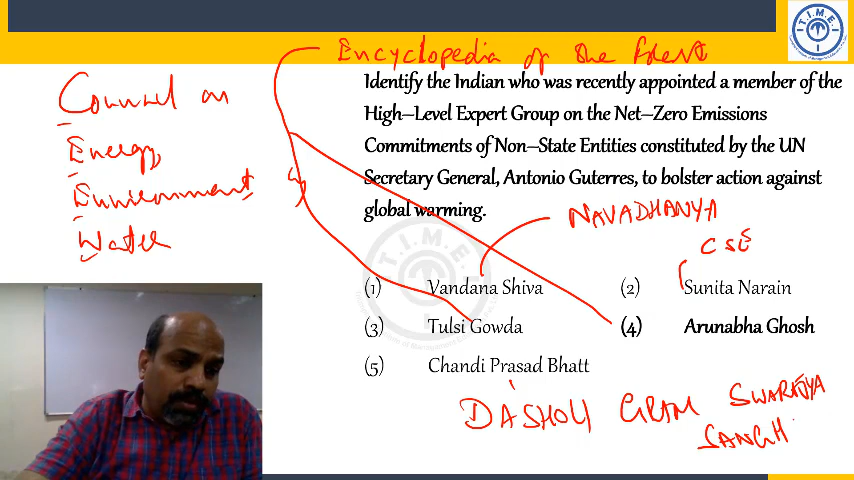 T.I.M.E.
Encyclopedia of the forest
Identify the Indian who was recently appointed a member of the
High–Level Expert Group on the Net–Zero Emissions
Commitments of Non–State Entities constituted by the UN
Secretary General, Antonio Guterres, to bolster action against
global warming.
Council on
Energy
Environment
Water
NAVADHANYA
CSE
(1) Vandana Shiva (2) Sunita Narain
(3) Tulsi Gowda (4) Arunabha Ghosh
(5) Chandi Prasad Bhatt
DASHOLI GRAM SWARAJYA
SANGH
T.I.M.E.